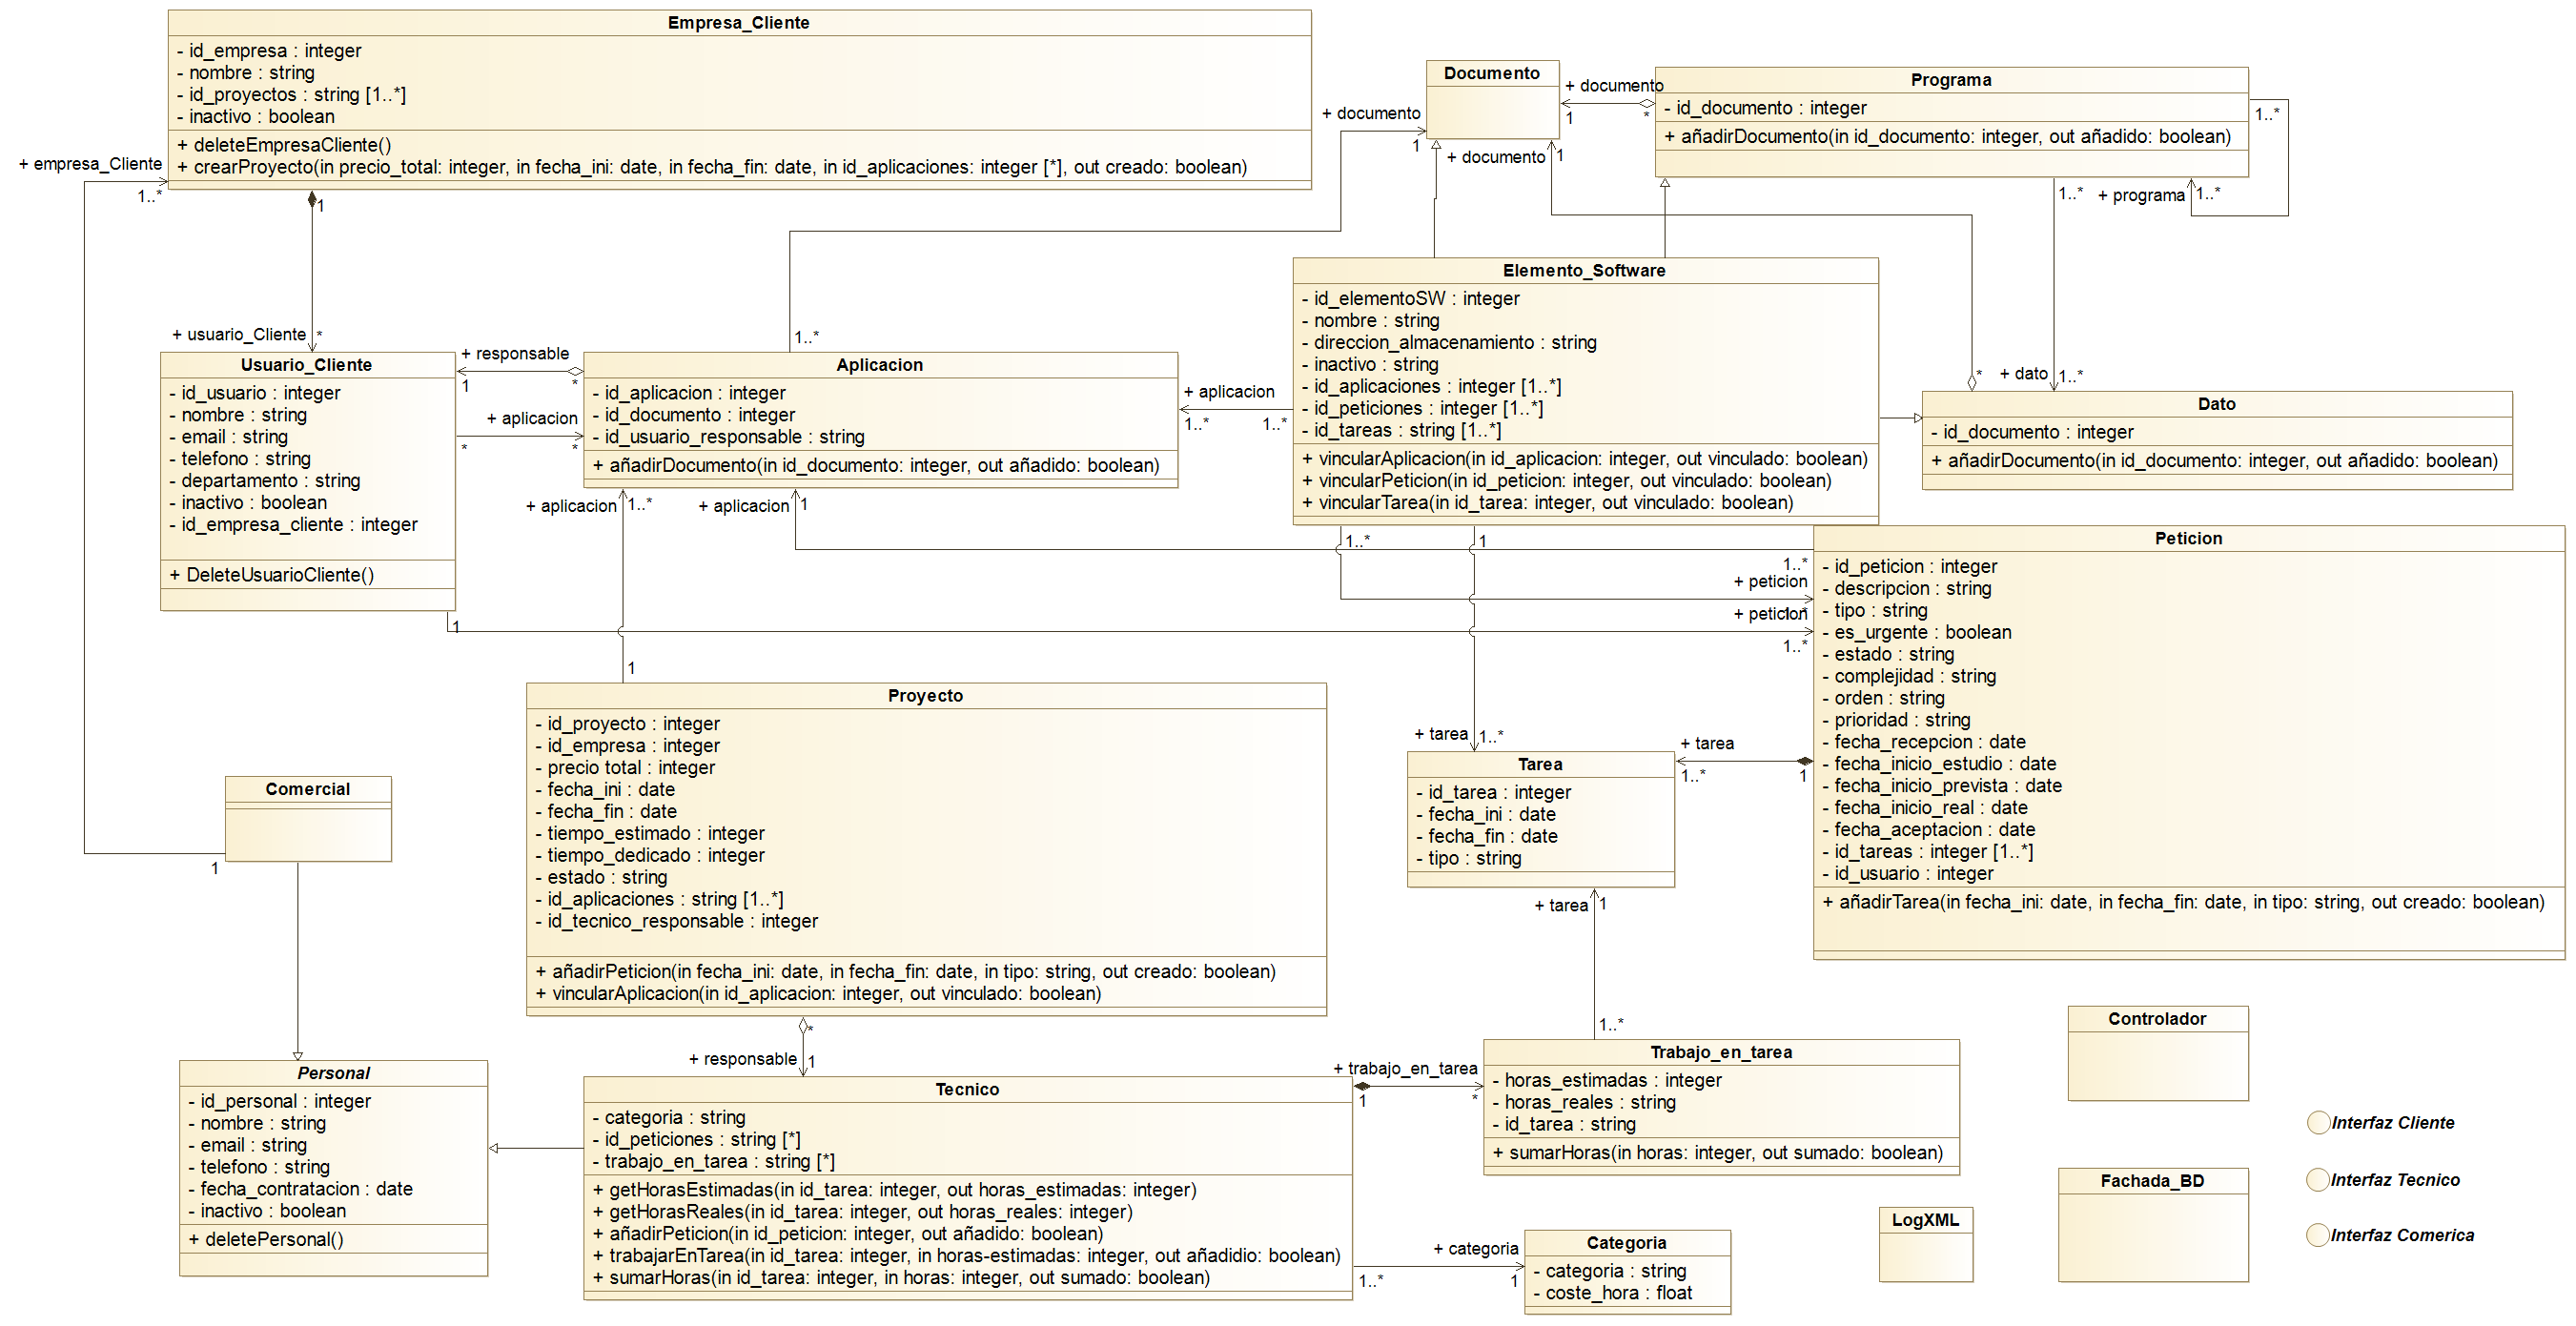 Empresa_Cliente
- id_empresa : integer
- nombre : string
- id_proyectos : string [1..*]
- inactivo : boolean
+ deleteEmpresaCliente()
+ crearProyecto(in precio_total: integer, in fecha_ini: date, in fecha_fin: date, in id_aplicaciones: integer [*], out creado: boolean)
+ empresa_Cliente
1..*
1
Documento
+ documento
1
+ documento
1
*
+ documento
1
Programa
- id_documento : integer
+ añadirDocumento(in id_documento: integer, out añadido: boolean)
1..*
1..*
+ programa
1..*
+ usuario_Cliente
*
Usuario_Cliente
- id_usuario : integer
- nombre : string
- email : string
- telefono : string
- departamento : string
- inactivo : boolean
- id_empresa_cliente : integer
+ DeleteUsuarioCliente()
+ responsable
1
*
+ aplicacion
*
*
1..*
Aplicacion
- id_aplicacion : integer
- id_documento : integer
- id_usuario_responsable : string
+ añadirDocumento(in id_documento: integer, out añadido: boolean)
+ aplicacion
1..*
1..*
Elemento_Software
- id_elementoSW : integer
- nombre : string
- direccion_almacenamiento : string
- inactivo : string
- id_aplicaciones : integer [1..*]
- id_peticiones : integer [1..*]
- id_tareas : string [1..*]
+ vincularAplicacion(in id_aplicacion: integer, out vinculado: boolean)
+ vincularPeticion(in id_peticion: integer, out vinculado: boolean)
+ vincularTarea(in id_tarea: integer, out vinculado: boolean)
*
+ dato
1..*
Dato
- id_documento : integer
+ añadirDocumento(in id_documento: integer, out añadido: boolean)
+ aplicacion
1..*
+ aplicacion
1
1..*
1
1..*
+ peticion
1..*
+ peticion
1..*
1
Peticion
- id_peticion : integer
- descripcion : string
- tipo : string
- es_urgente : boolean
- estado : string
- complejidad : string
- orden : string
- prioridad : string
- fecha_recepcion : date
- fecha_inicio_estudio : date
- fecha_inicio_prevista : date
- fecha_inicio_real : date
- fecha_aceptacion : date
- id_tareas : integer [1..*]
- id_usuario : integer
+ añadirTarea(in fecha_ini: date, in fecha_fin: date, in tipo: string, out creado: boolean)
1
Proyecto
- id_proyecto : integer
- id_empresa : integer
- precio total : integer
- fecha_ini : date
- fecha_fin : date
- tiempo_estimado : integer
- tiempo_dedicado : integer
- estado : string
- id_aplicaciones : string [1..*]
- id_tecnico_responsable : integer
+ añadirPeticion(in fecha_ini: date, in fecha_fin: date, in tipo: string, out creado: boolean)
+ vincularAplicacion(in id_aplicacion: integer, out vinculado: boolean)
+ tarea
1..*
+ tarea
1..*
1
Tarea
- id_tarea : integer
- fecha_ini : date
- fecha_fin : date
- tipo : string
+ tarea
1
1..*
Comercial
1
Personal
- id_personal : integer
- nombre : string
- email : string
- telefono : string
- fecha_contratacion : date
- inactivo : boolean
+ deletePersonal()
*
+ responsable
1
Tecnico
- categoria : string
- id_peticiones : string [*]
- trabajo_en_tarea : string [*]
+ getHorasEstimadas(in id_tarea: integer, out horas_estimadas: integer)
+ getHorasReales(in id_tarea: integer, out horas_reales: integer)
+ añadirPeticion(in id_peticion: integer, out añadido: boolean)
+ trabajarEnTarea(in id_tarea: integer, in horas-estimadas: integer, out añadidio: boolean)
+ sumarHoras(in id_tarea: integer, in horas: integer, out sumado: boolean)
+ trabajo_en_tarea
1
*
Trabajo_en_tarea
- horas_estimadas : integer
- horas_reales : string
- id_tarea : string
+ sumarHoras(in horas: integer, out sumado: boolean)
+ categoria
1..*
1
Categoria
- categoria : string
- coste_hora : float
Controlador
Fachada_BD
LogXML
Interfaz Cliente
Interfaz Tecnico
Interfaz Comerica